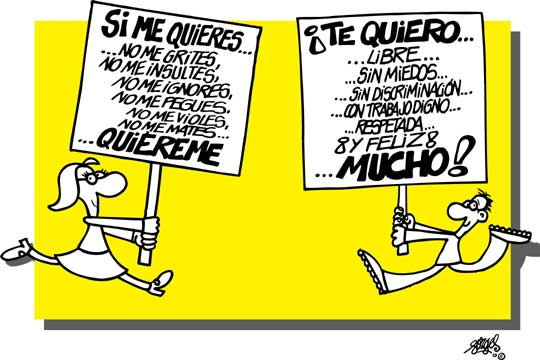 SI ME QUIERES...
...NO ME GRITES,
NO ME INSULTES,
NO ME IGNORES,
NO ME PEGUES,
NO ME VIOLES,
NO ME MATES...
...QUIÉREME
¡TE QUIERO...
...LIBRE...
...SIN MIEDOS...
...SIN DISCRIMINACIÓN...
...CON TRABAJO DIGNO...
...RESPETADA...
8 Y FELIZ 8
...MUCHO!